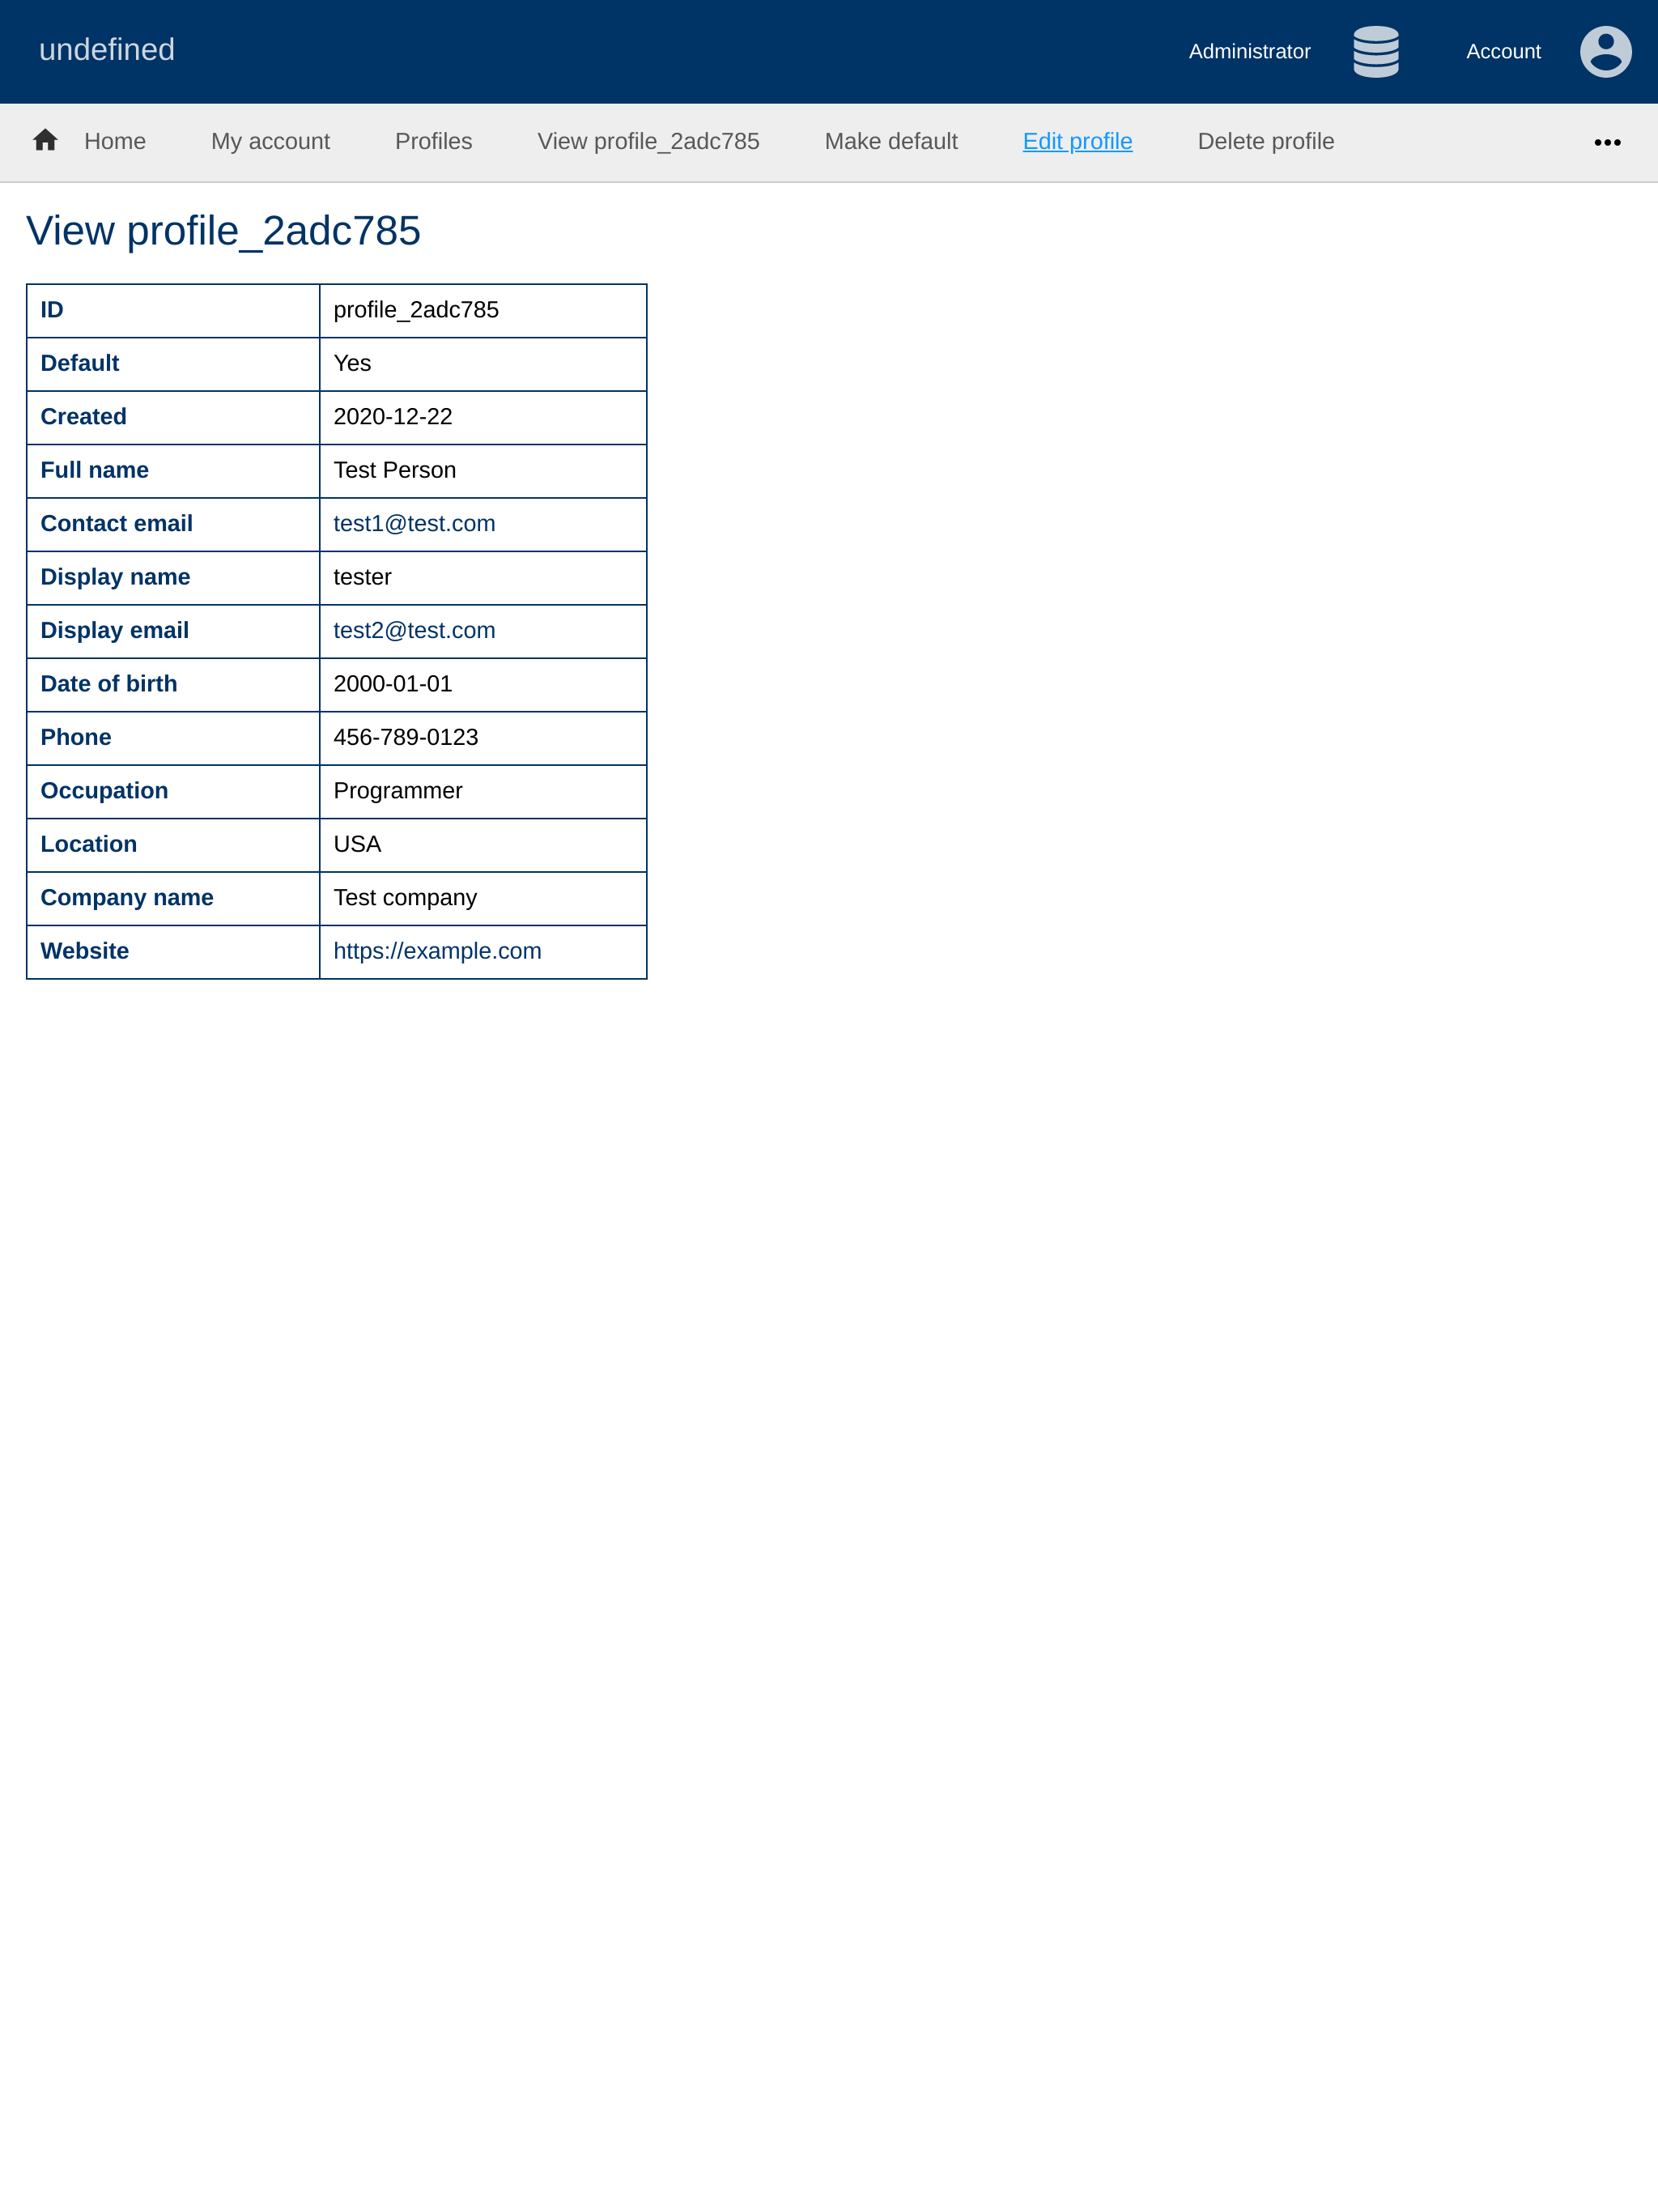 undefined Administrator Account
Home My account Profiles View profile_2adc785 Make default Edit profile Delete profile
View profile_2adc785
ID profile_2adc785
Default Yes
Created 2020-12-22
Full name Test Person
Contact email test1@test.com
Display name tester
Display email test2@test.com
Date of birth 2000-01-01
Phone 456-789-0123
Occupation Programmer
Location USA
Company name Test company
Website https://example.com